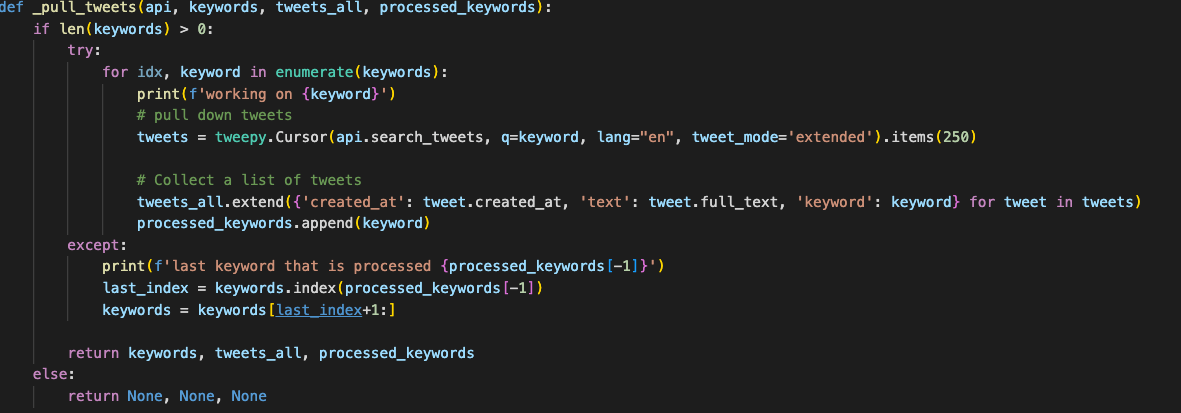 def _pull_tweets(api, keywords, tweets_all, processed_keywords):
    if len(keywords) > 0:
        try:
            for idx, keyword in enumerate(keywords):
                print(f'working on {keyword}')
                # pull down tweets
                tweets = tweepy.Cursor(api.search_tweets, q=keyword, lang="en", tweet_mode='extended').items(250)

                # Collect a list of tweets
                tweets_all.extend({'created_at': tweet.created_at, 'text': tweet.full_text, 'keyword': keyword} for tweet in tweets)
                processed_keywords.append(keyword)
        except:
            print(f'last keyword that is processed {processed_keywords[-1]}')
            last_index = keywords.index(processed_keywords[-1])
            keywords = keywords[last_index+1:]

        return keywords, tweets_all, processed_keywords
    else:
        return None, None, None